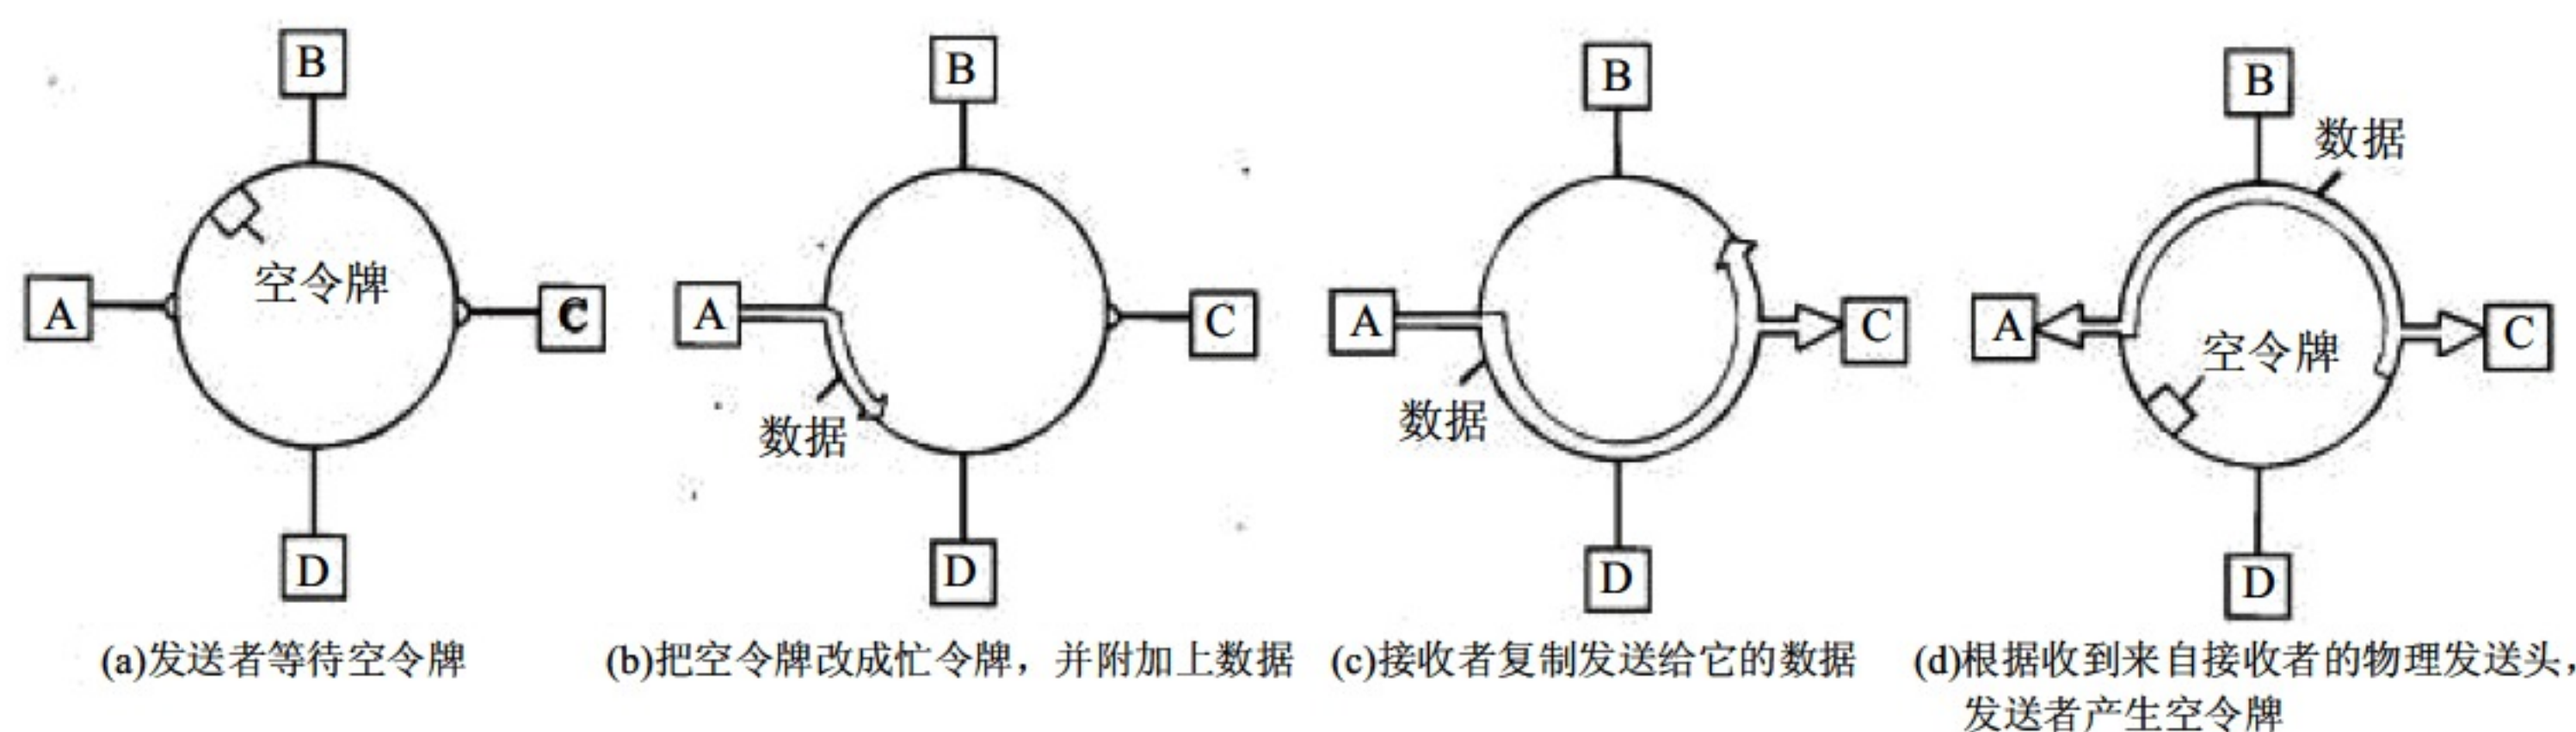 B
空令牌
A
C
D
(a)发送者等待空令牌
B
A
C
数据
D
(b)把空令牌改成忙令牌，并附加上数据
B
A
C
数据
D
(c)接收者复制发送给它的数据
B
数据
A
空令牌
C
D
(d)根据收到来自接收者的物理发送头，
发送者产生空令牌